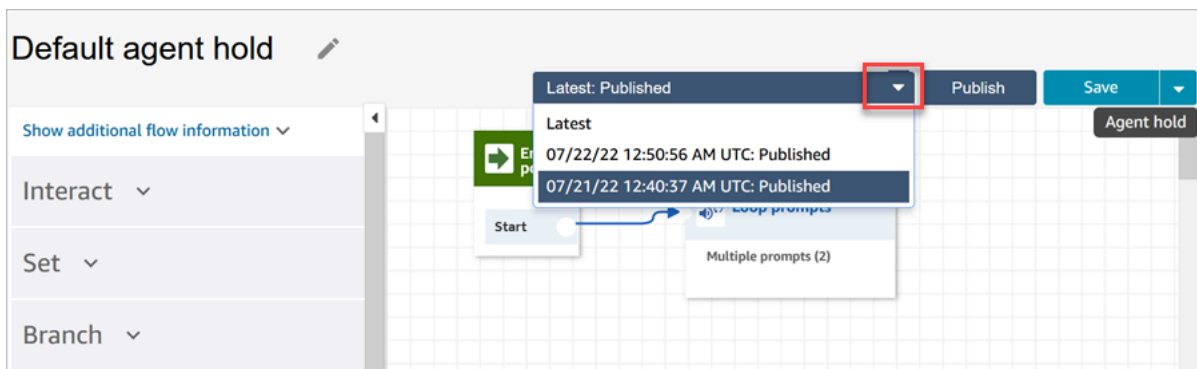 Default agent hold
Latest: Published
Publish
Save
Agent hold
Show additional flow information
Latest
07/22/22 12:50:56 AM UTC: Published
07/21/22 12:40:37 AM UTC: Published
Interact
Set
Branch
Start
Loop prompts
Multiple prompts (2)